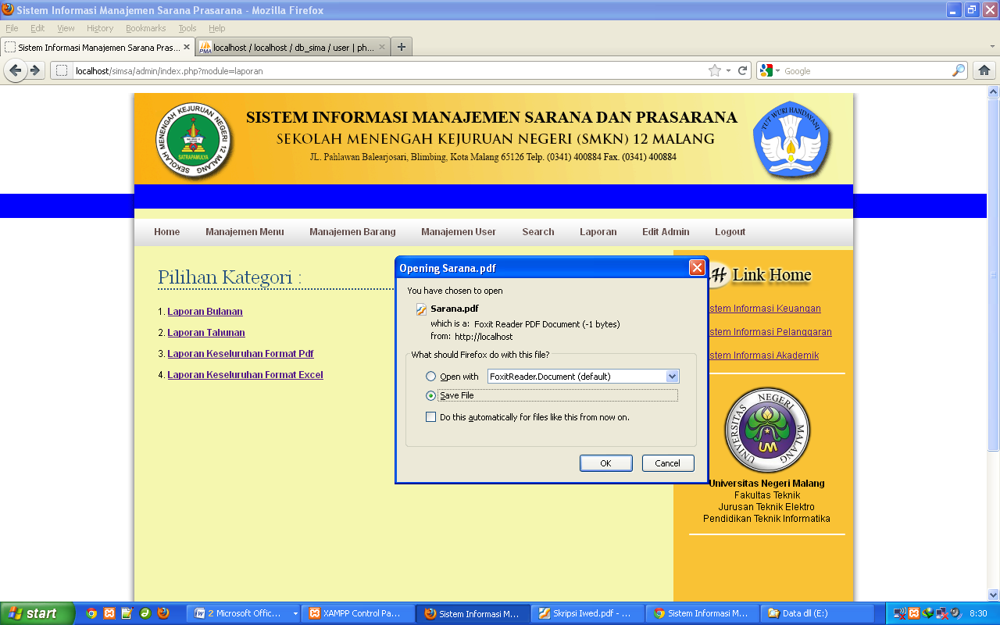 Sistem Informasi Manajemen Sarana Prasarana - Mozilla Firefox
File Edit View History Bookmarks Tools Help
Sistem Informasi Manajemen Sarana Pras...
PMA localhost / localhost / db_sima / user | ph...
localhost/simsa/admin/index.php?module=laporan
Google
SEKOLAH MENENGAH KEJURUAN NEGERI 12 MALANG
SATRAPAMULYA
SISTEM INFORMASI MANAJEMEN SARANA DAN PRASARANA
SEKOLAH MENENGAH KEJURUAN NEGERI (SMKN) 12 MALANG
JL. Pahlawan Balearjosari, Blimbing, Kota Malang 65126 Telp. (0341) 400884 Fax. (0341) 400884
TUT WURI HANDAYANI
Home Manajemen Menu Manajemen Barang Manajemen User Search Laporan Edit Admin Logout
Pilihan Kategori :
1. Laporan Bulanan
2. Laporan Tahunan
3. Laporan Keseluruhan Format Pdf
4. Laporan Keseluruhan Format Excel
Opening Sarana.pdf
You have chosen to open
Sarana.pdf
which is a: Foxit Reader PDF Document (-1 bytes)
from: http://localhost
What should Firefox do with this file?
Open with FoxitReader.Document (default)
Save File
Do this automatically for files like this from now on.
OK Cancel
H Link Home
stem Informasi Keuangan
stem Informasi Pelanggaran
stem Informasi Akademik
UNIVERSITAS NEGERI MALANG
UM
Universitas Negeri Malang
Fakultas Teknik
Jurusan Teknik Elektro
Pendidikan Teknik Informatika
start
2 Microsoft Offic...
XAMPP Control Pa...
Sistem Informasi M...
Skripsi Iwed.pdf - ...
Sistem Informasi M...
Data dll (E:)
8:30